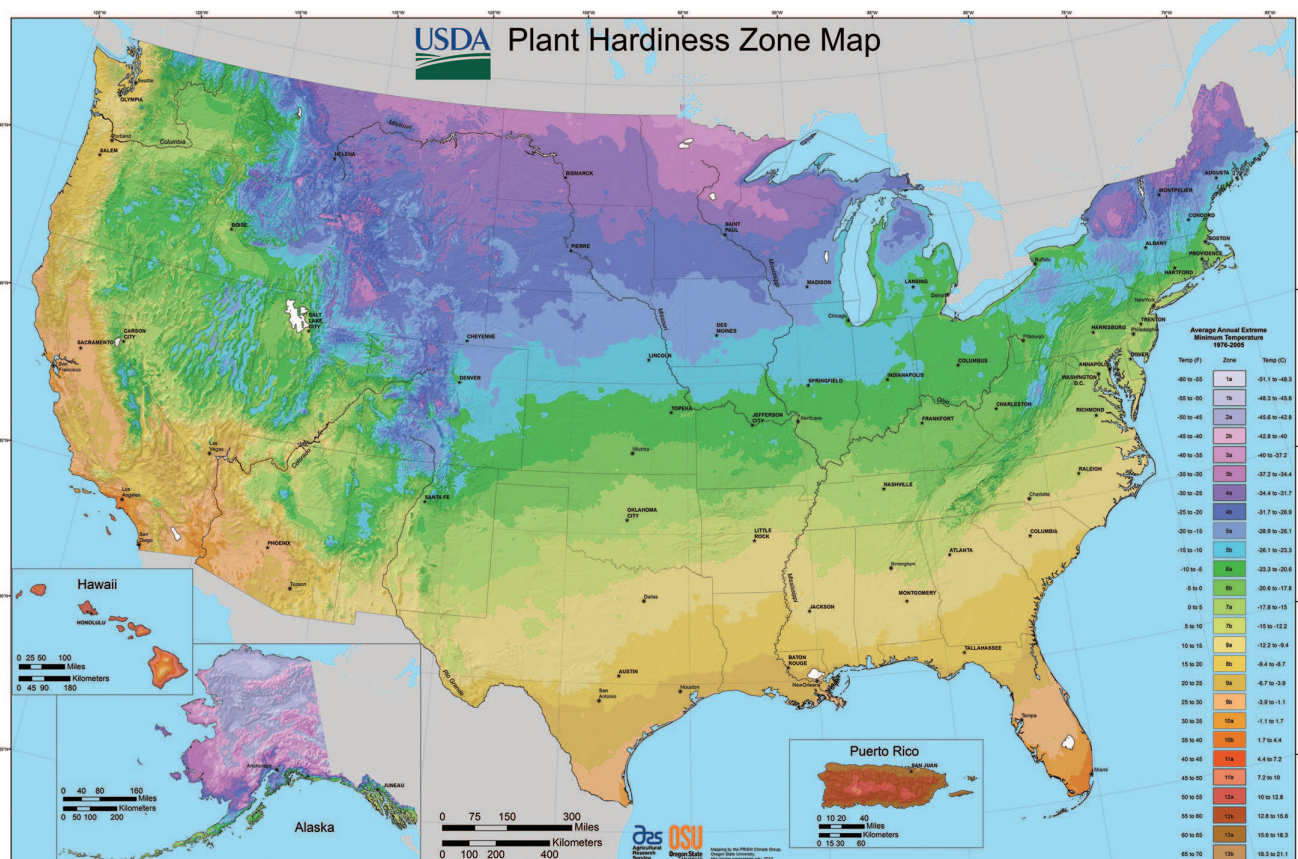 USDA Plant Hardiness Zone Map
Seattle
OLYMPIA
Portland
Columbia
SALEM
HELENA
Missouri
BISMARCK
BOISE
PIERRE
SAINT
PAUL
Mississippi
MADISON
LANSING
Detroit
Chicago
Buffalo
AUGUSTA
MONTPELIER
CONCORD
ALBANY
BOSTON
PROVIDENCE
HARTFORD
NewYork
TRENTON
Philadelphia
HARRISBURG
Pittsburgh
DOVER
ANNAPOLIS
WASHINGTON
D.C.
SALT
LAKE
CITY
CARSON
CITY
SACRAMENTO
San
Francisco
CHEYENNE
DENVER
Missouri
LINCOLN
DES
MOINES
SPRINGFIELD
INDIANAPOLIS
COLUMBUS
TOPEKA
JEFFERSON
CITY
SaintLouis
Ohio
FRANKFORT
CHARLESTON
RICHMOND
Las
Vegas
Colorado
Wichita
RALEIGH
Los
Angeles
SANTA FE
NASHVILLE
Charlotte
OKLAHOMA
CITY
LITTLE
ROCK
COLUMBIA
San
Diego
PHOENIX
ATLANTA
Birmingham
Tucson
Mississippi
Dallas
JACKSON
MONTGOMERY
TALLAHASSEE
BATON
ROUGE
Rio Grande
AUSTIN
NewOrleans
San
Antonio
Houston
Tampa
Miami
Average Annual Extreme
Minimum Temperature
1976-2005
Temp (F) Zone Temp (C)
-60 to -55 1a -51.1 to -48.3
-55 to -50 1b -48.3 to -45.6
-50 to -45 2a -45.6 to -42.8
-45 to -40 2b -42.8 to -40
-40 to -35 3a -40 to -37.2
-35 to -30 3b -37.2 to -34.4
-30 to -25 4a -34.4 to -31.7
-25 to -20 4b -31.7 to -28.9
-20 to -15 5a -28.9 to -26.1
-15 to -10 5b -26.1 to -23.3
-10 to -5 6a -23.3 to -20.6
-5 to 0 6b -20.6 to -17.8
0 to 5 7a -17.8 to -15
5 to 10 7b -15 to -12.2
10 to 15 8a -12.2 to -9.4
15 to 20 8b -9.4 to -6.7
20 to 25 9a -6.7 to -3.9
25 to 30 9b -3.9 to -1.1
30 to 35 10a -1.1 to 1.7
35 to 40 10b 1.7 to 4.4
40 to 45 11a 4.4 to 7.2
45 to 50 11b 7.2 to 10
50 to 55 12a 10 to 12.8
55 to 60 12b 12.8 to 15.6
60 to 65 13a 15.6 to 18.3
65 to 70 13b 18.3 to 21.1
Hawaii
HONOLULU
0 25 50 100
Miles
Kilometers
0 45 90 180
Anchorage
JUNEAU
0 40 80 160
Miles
Kilometers
0 50 100 200
Alaska
0 75 150 300
Miles
Kilometers
0 100 200 400
Puerto Rico
SAN JUAN
0 10 20 40
Miles
Kilometers
0 15 30 60
ars
Agricultural
Research
Service
OSU
Oregon State
Mapping by the PRISM Climate Group,
Oregon State University,